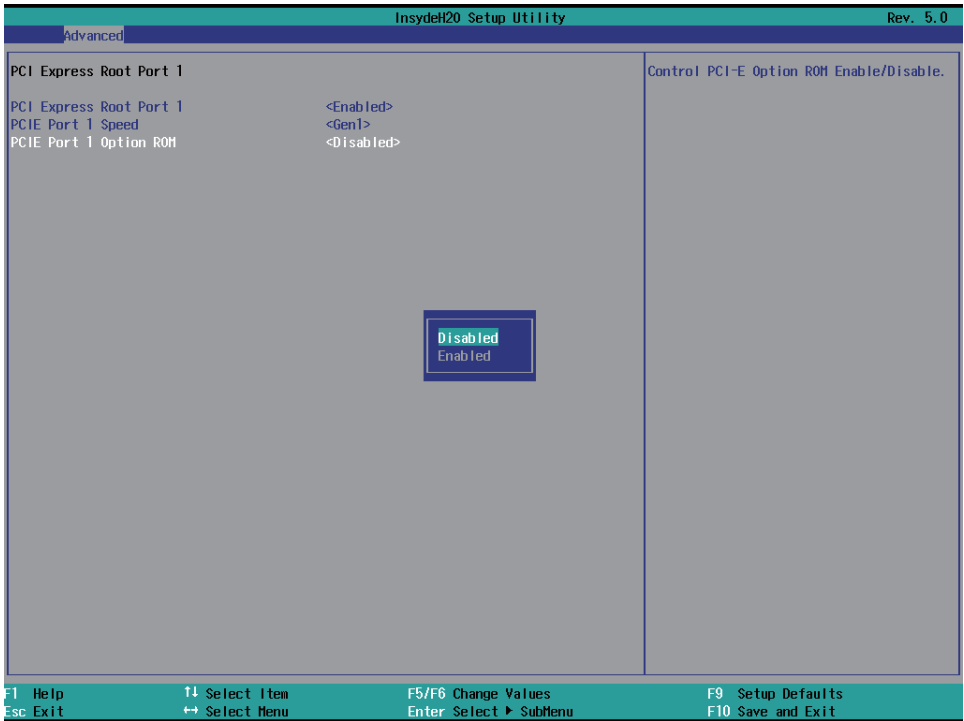 InsydeH20 Setup Utility Rev. 5.0
Advanced
PCI Express Root Port 1
Control PCI-E Option ROM Enable/Disable.
PCI Express Root Port 1 <Enabled>
PCIE Port 1 Speed <Gen1>
PCIE Port 1 Option ROM <Disabled>
Disabled
Enabled
F1 Help ↑↓ Select Item F5/F6 Change Values F9 Setup Defaults
Esc Exit ↔ Select Menu Enter Select ▶ SubMenu F10 Save and Exit